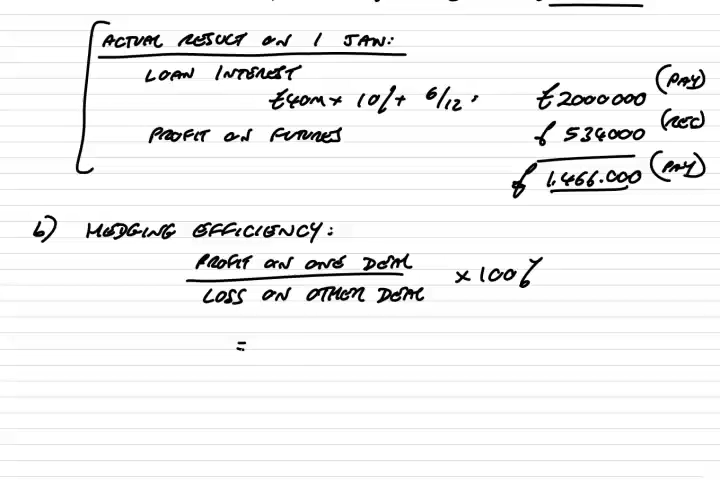 ACTUAL RESULT ON 1 JAN:
LOAN INTEREST
£40M × 10% × 6/12 = £2000000 (PAY)
PROFIT ON FUTURES £ 534000 (REC)
£ 1.466.000 (PAY)
b) HEDGING EFFICIENCY:
PROFIT ON ONE DEAL
LOSS ON OTHER DEAL × 100%
=